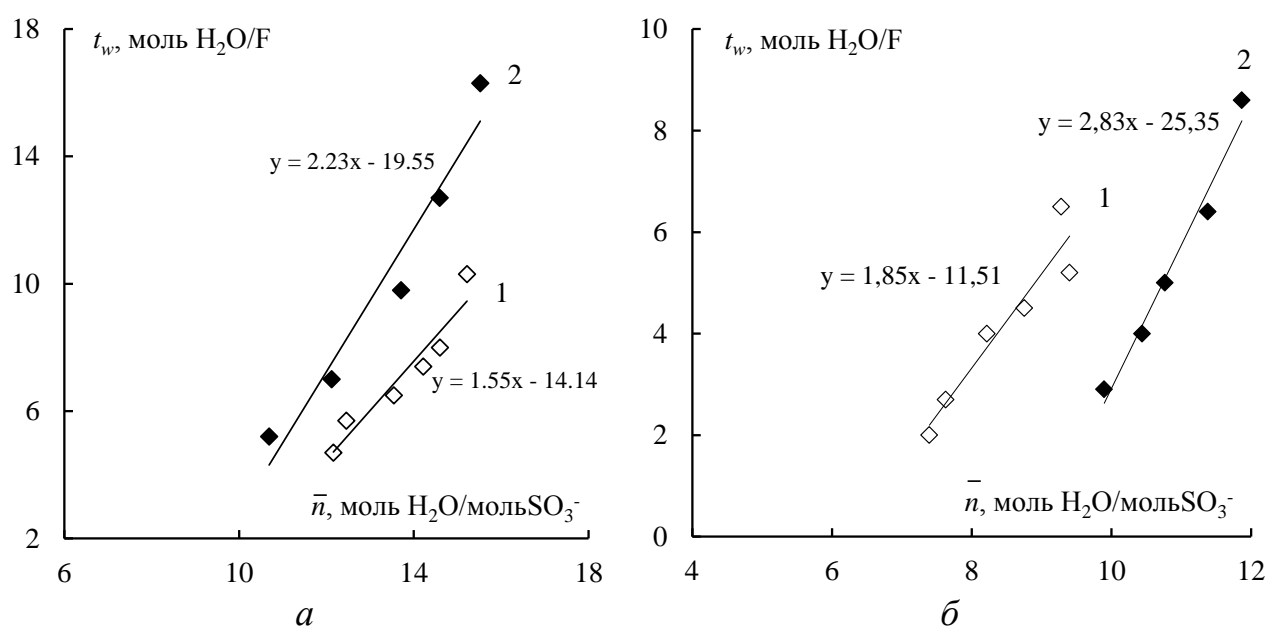 18
t_w, моль H₂O/F
2
14
y = 2.23x - 19.55
10
1
6
y = 1.55x - 14.14
n̅, моль H₂O/мольSO₃⁻
2
6 10 14 18
а
10
t_w, моль H₂O/F
2
8
y = 2,83x - 25,35
6
1
y = 1,85x - 11,51
4
2
n̅, моль H₂O/мольSO₃⁻
0
4 6 8 10 12
б